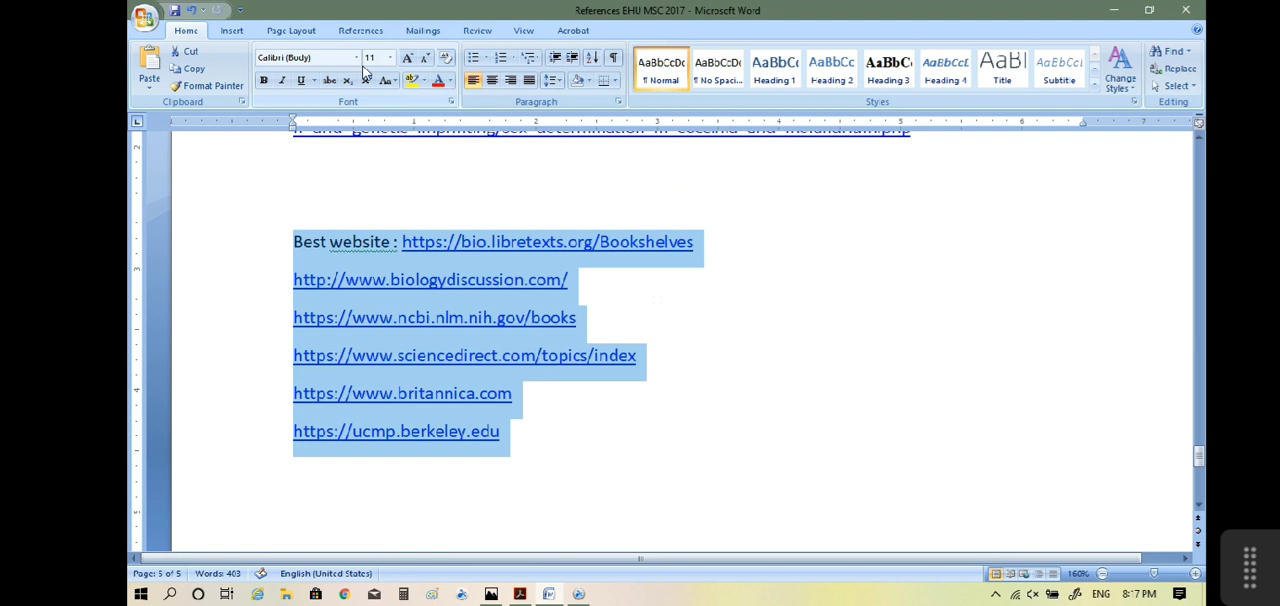 References EHU MSC 2017 - Microsoft Word
Home Insert Page Layout References Mailings Review View Acrobat
Paste
Cut
Copy
Format Painter
Clipboard
Calibri (Body) 11
Font
Paragraph
AaBbCcDc AaBbCcDc AaBbCc AaBbCc AaBbCc AaBbCcL AaBl AaBbCcL
¶ Normal ¶ No Spaci... Heading 1 Heading 2 Heading 3 Heading 4 Title Subtitle
Change Styles
Styles
Find
Replace
Select
Editing
Best website : https://bio.libretexts.org/Bookshelves
http://www.biologydiscussion.com/
https://www.ncbi.nlm.nih.gov/books
https://www.sciencedirect.com/topics/index
https://www.britannica.com
https://ucmp.berkeley.edu
Page: 5 of 5 Words: 403 English (United States) 160%
ENG 8:17 PM